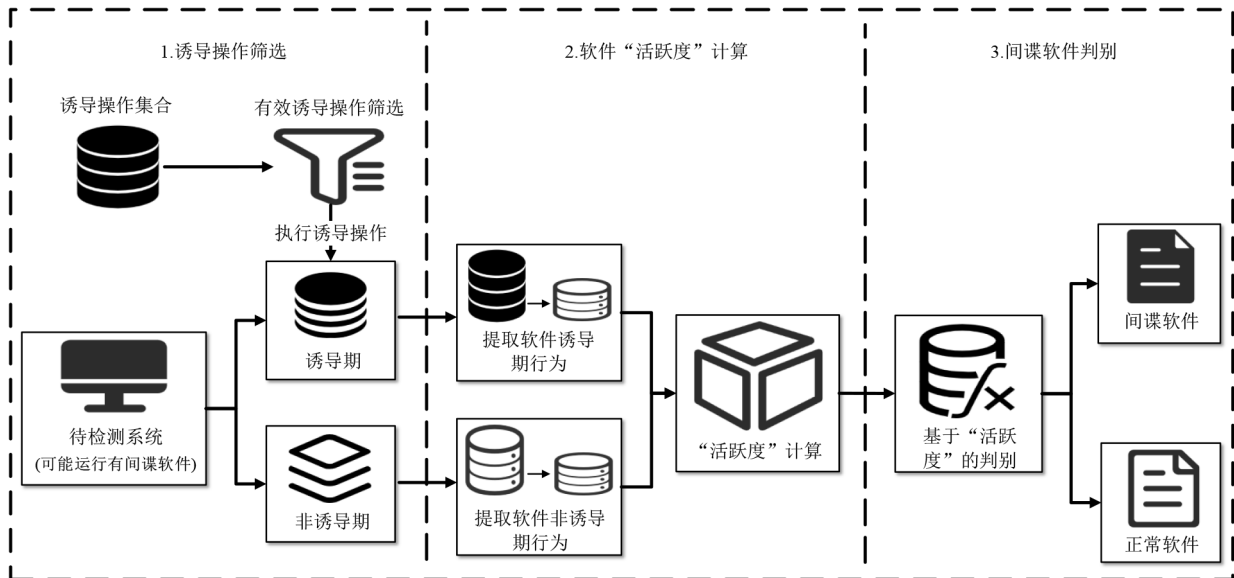 1.诱导操作筛选
2.软件“活跃度”计算
3.间谍软件判别
诱导操作集合
有效诱导操作筛选
执行诱导操作
诱导期
待检测系统
(可能运行有间谍软件)
非诱导期
提取软件诱导
期行为
提取软件非诱导
期行为
“活跃度”计算
基于“活跃
度”的判别
间谍软件
正常软件